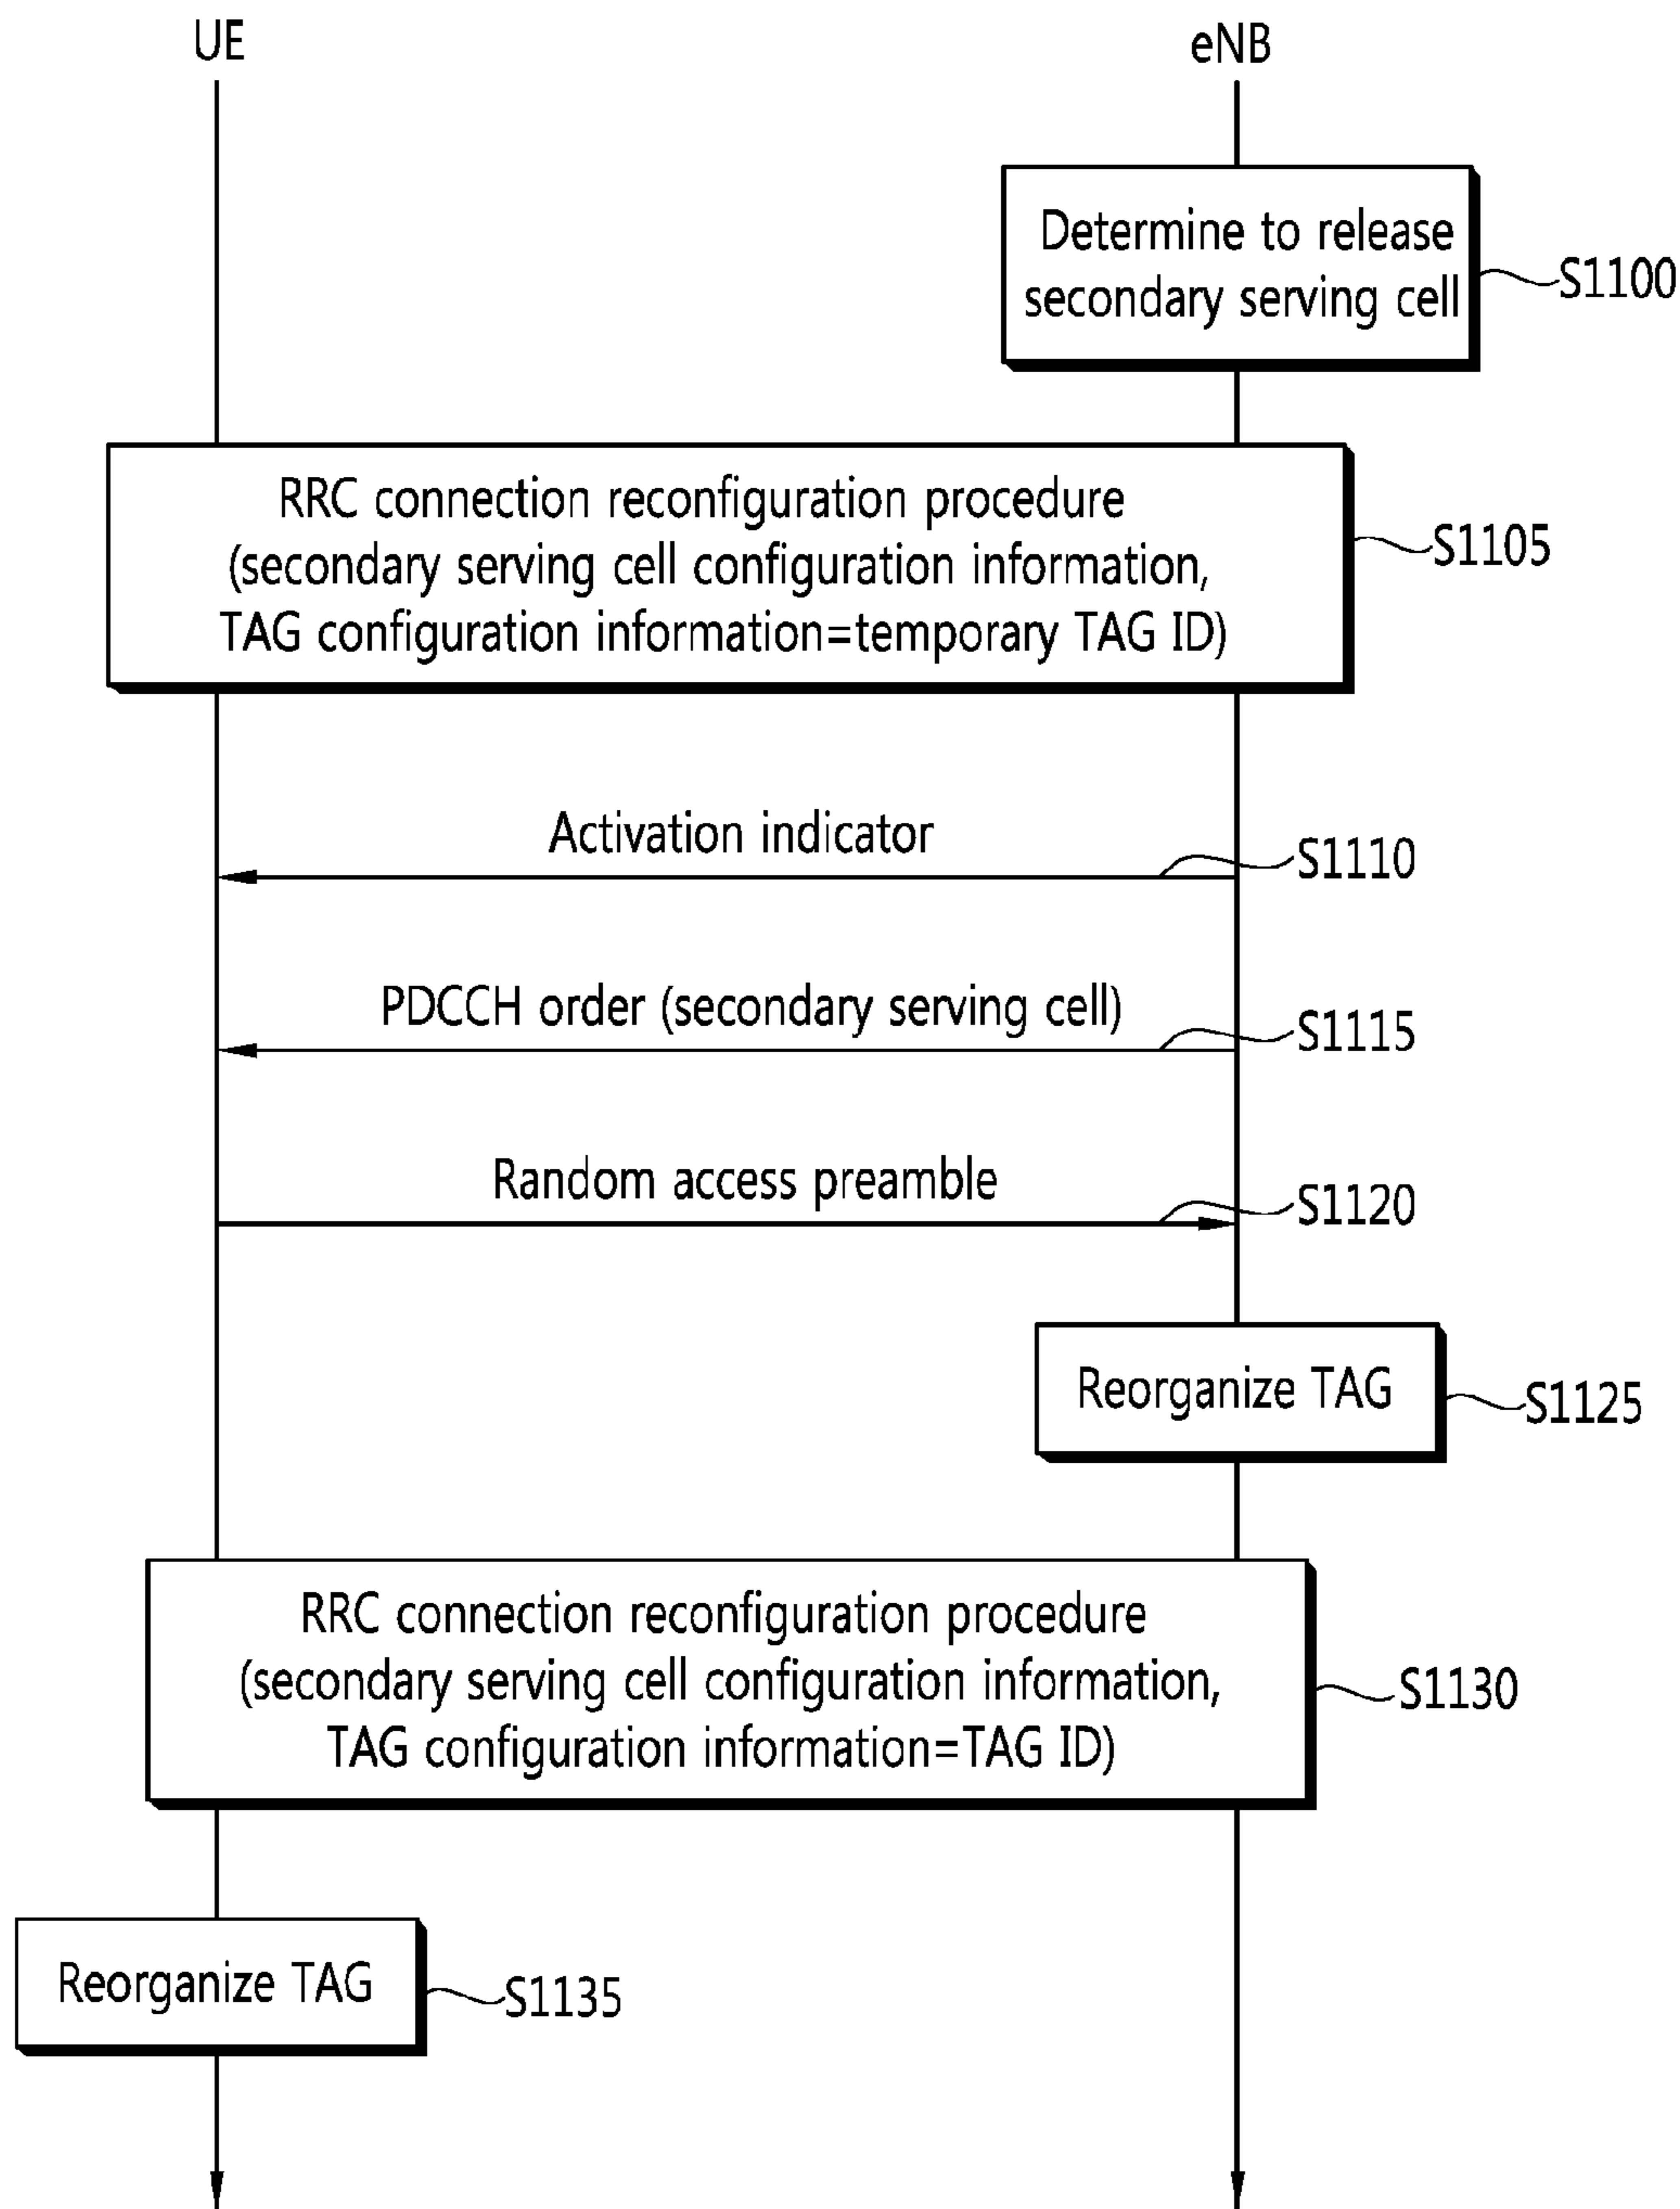 UE
eNB
Determine to release
secondary serving cell
S1100
RRC connection reconfiguration procedure
(secondary serving cell configuration information,
TAG configuration information=temporary TAG ID)
S1105
Activation indicator
S1110
PDCCH order (secondary serving cell)
S1115
Random access preamble
S1120
Reorganize TAG
S1125
RRC connection reconfiguration procedure
(secondary serving cell configuration information,
TAG configuration information=TAG ID)
S1130
Reorganize TAG
S1135